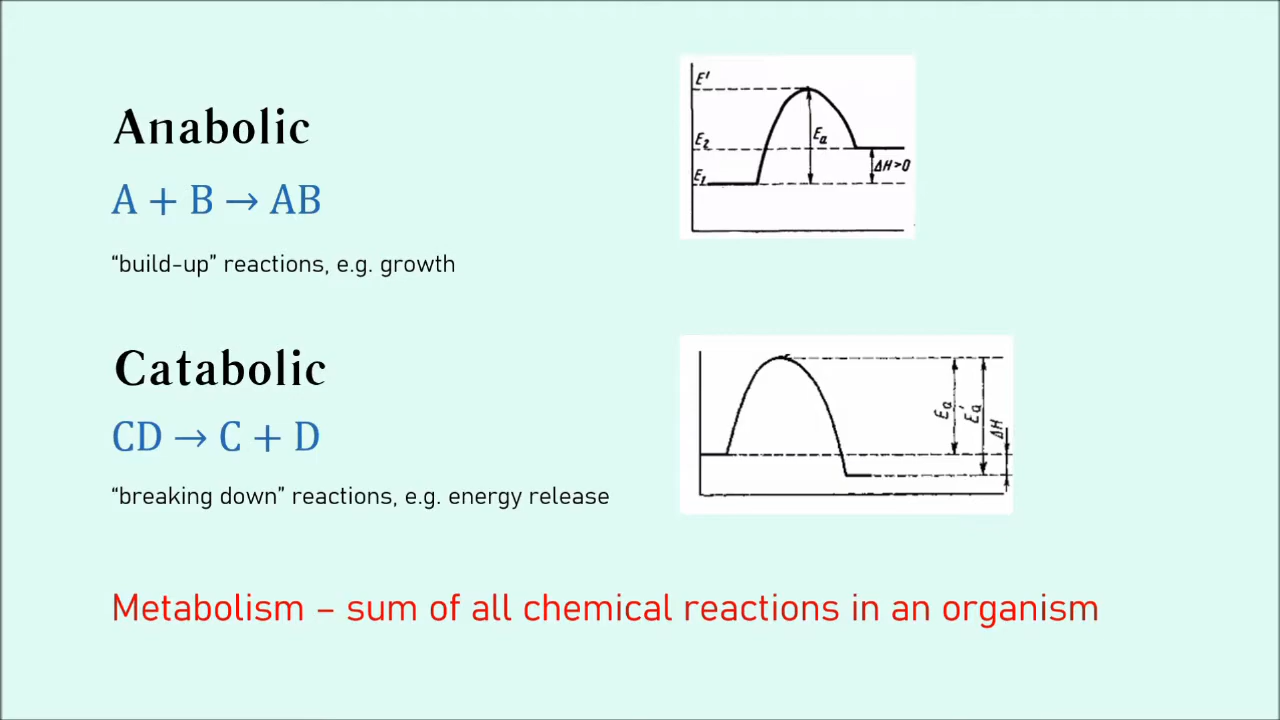 Anabolic
A + B → AB
“build-up” reactions, e.g. growth
E'
E₂
E₁
Eₐ
ΔH>0
Catabolic
CD → C + D
“breaking down” reactions, e.g. energy release
Eₐ
E'ₐ
ΔH
Metabolism – sum of all chemical reactions in an organism